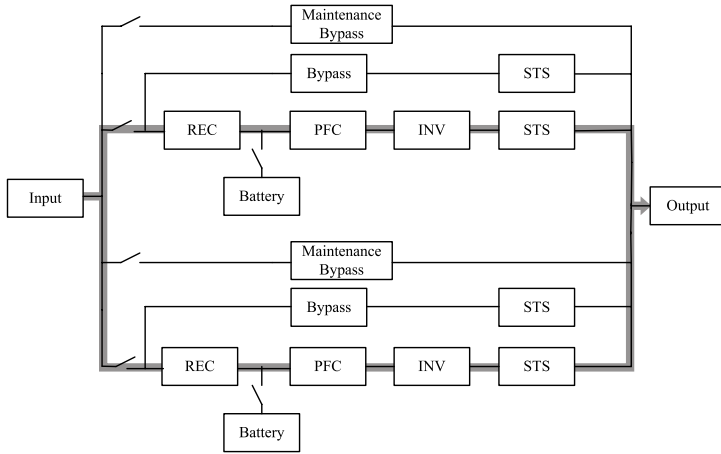 Maintenance
Bypass
Bypass
STS
REC
PFC
INV
STS
Battery
Input
Output
Maintenance
Bypass
Bypass
STS
REC
PFC
INV
STS
Battery